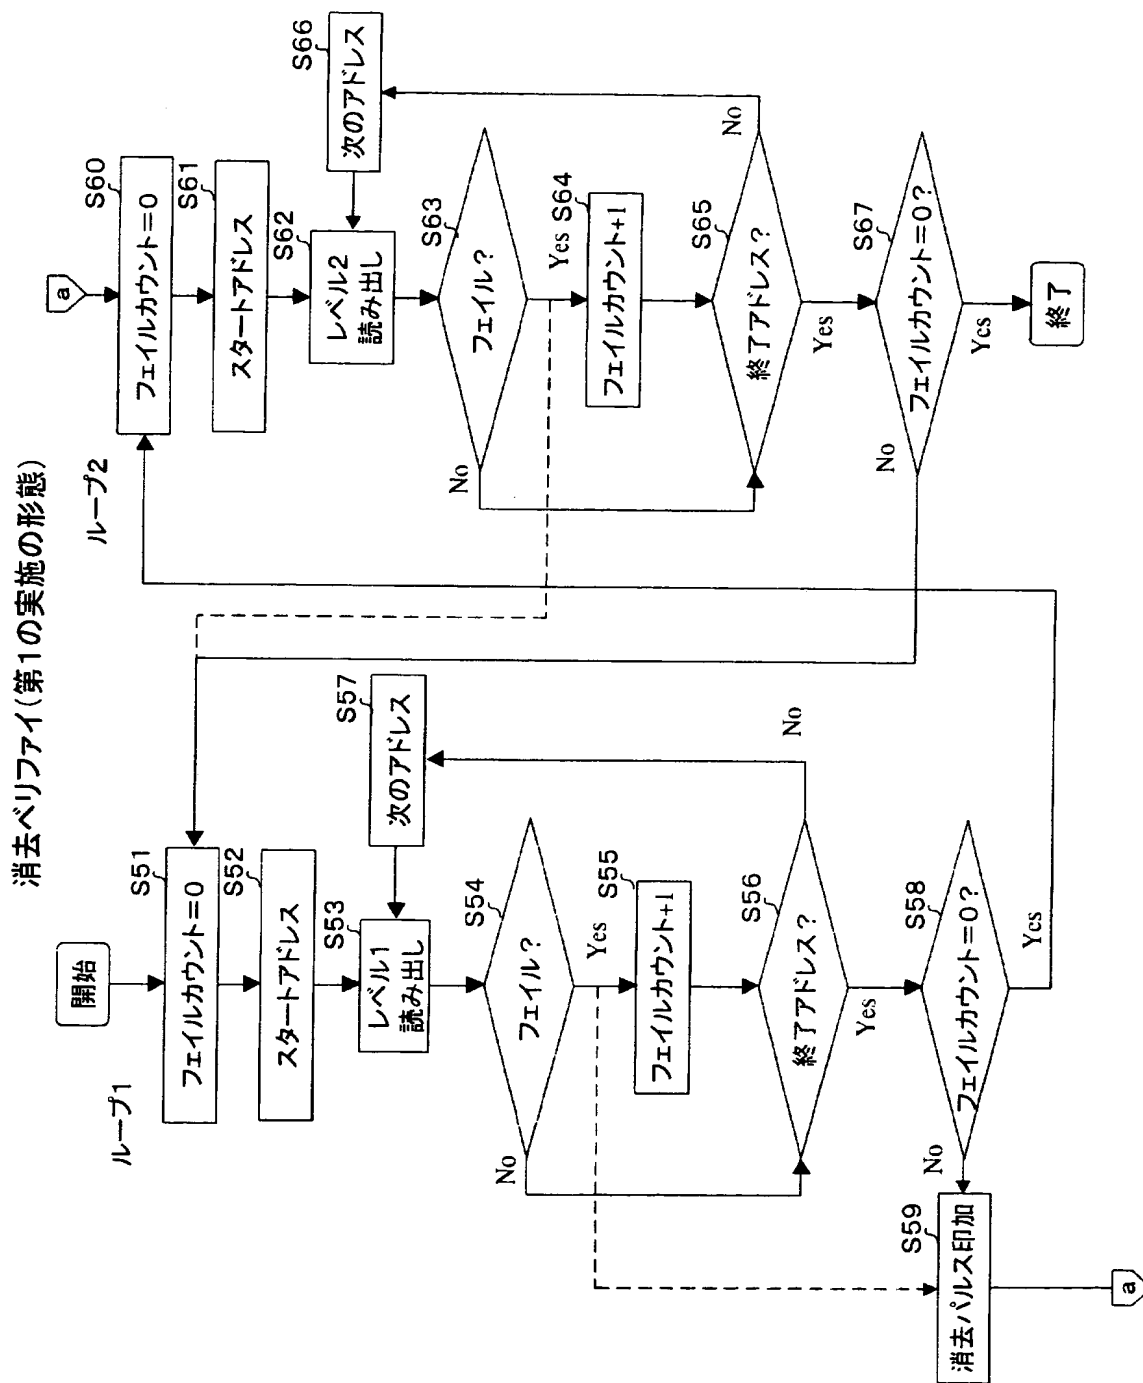 消去ベリファイ(第1の実施の形態)
ループ1
開始
S51
フェイルカウント=0
S52
スタートアドレス
S53
レベル1
読み出し
S57
次のアドレス
S54
フェイル?
No
Yes
S55
フェイルカウント+1
S56
終了アドレス?
No
Yes
S58
フェイルカウント=0?
No
Yes
S59
消去パルス印加
a
ループ2
a
S60
フェイルカウント=0
S61
スタートアドレス
S62
レベル2
読み出し
S66
次のアドレス
S63
フェイル?
No
Yes
S64
フェイルカウント+1
S65
終了アドレス?
No
Yes
S67
フェイルカウント=0?
No
Yes
終了